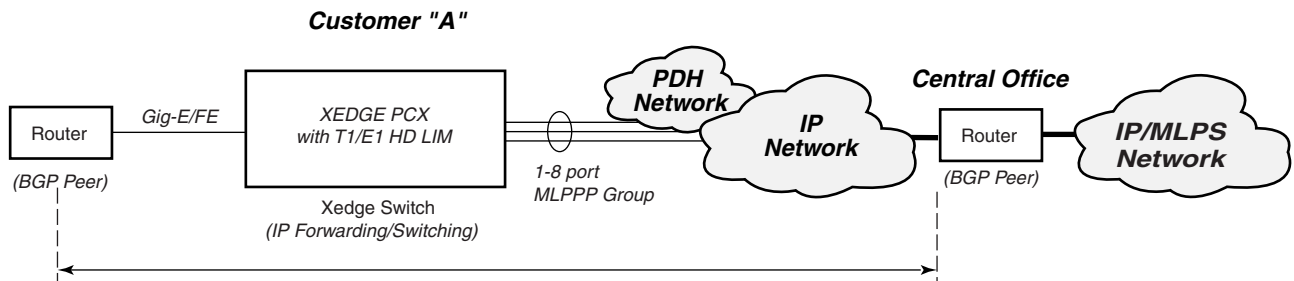 Customer "A"
Router
(BGP Peer)
Gig-E/FE
XEDGE PCX
with T1/E1 HD LIM
Xedge Switch
(IP Forwarding/Switching)
1-8 port
MLPPP Group
PDH
Network
IP
Network
Central Office
Router
(BGP Peer)
IP/MLPS
Network